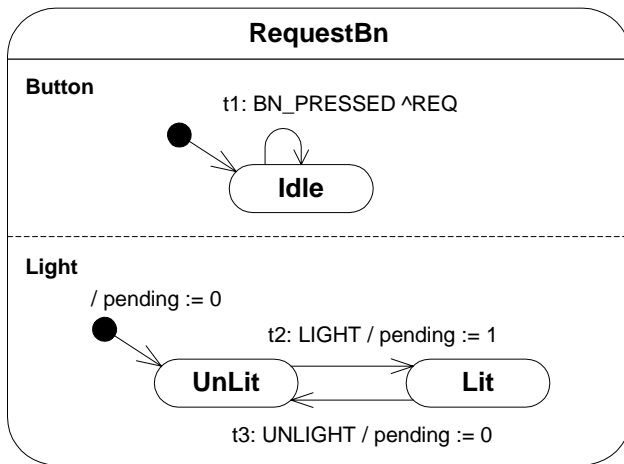 RequestBn
Button
t1: BN_PRESSED ^REQ
Idle
Light
/ pending := 0
t2: LIGHT / pending := 1
UnLit
Lit
t3: UNLIGHT / pending := 0